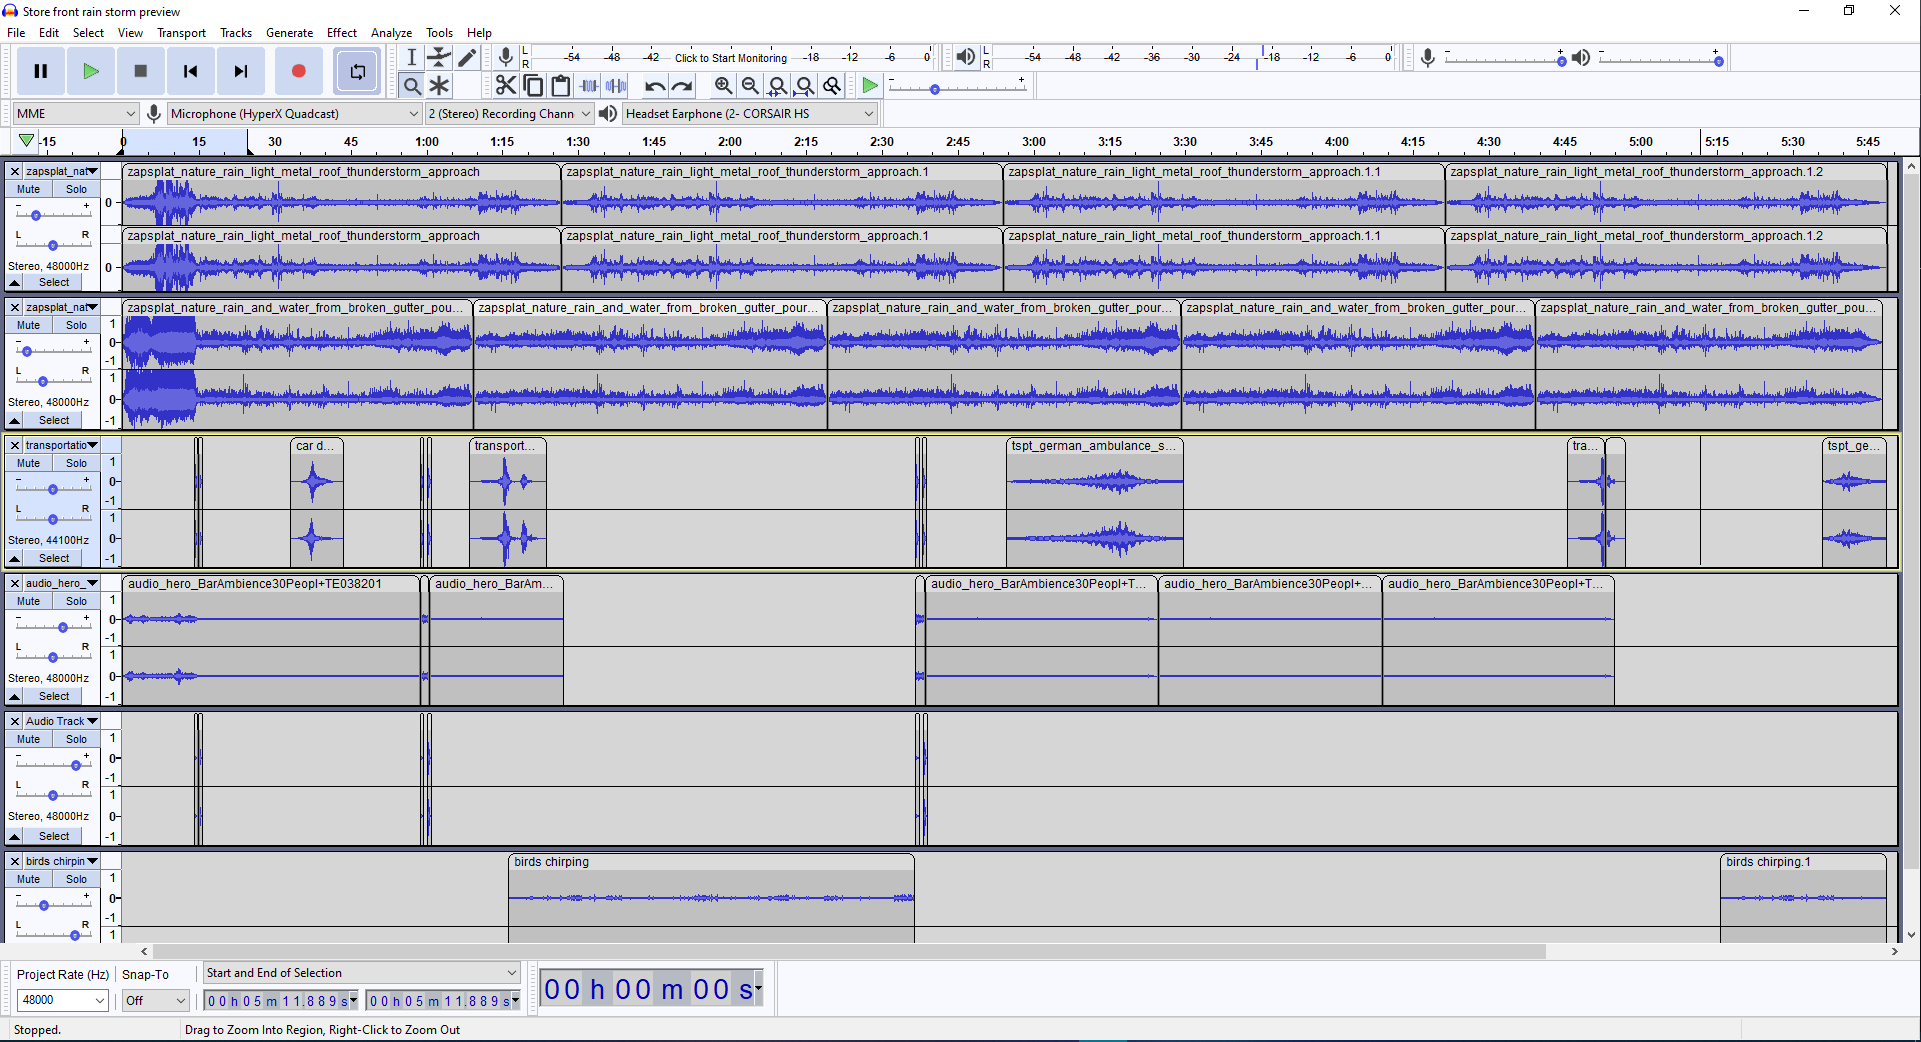 Store front rain storm preview
File Edit Select View Transport Tracks Generate Effect Analyze Tools Help
L R -54 -48 -42 Click to Start Monitoring -18 -12 -6 0 L R -54 -48 -42 -36 -30 -24 -18 -12 -6 0 - + - +
- +
MME Microphone (HyperX Quadcast) 2 (Stereo) Recording Chann Headset Earphone (2- CORSAIR HS
-15 0 15 30 45 1:00 1:15 1:30 1:45 2:00 2:15 2:30 2:45 3:00 3:15 3:30 3:45 4:00 4:15 4:30 4:45 5:00 5:15 5:30 5:45
zapsplat_nat zapsplat_nature_rain_light_metal_roof_thunderstorm_approach zapsplat_nature_rain_light_metal_roof_thunderstorm_approach.1 zapsplat_nature_rain_light_metal_roof_thunderstorm_approach.1.1 zapsplat_nature_rain_light_metal_roof_thunderstorm_approach.1.2
Mute Solo
- + 0
L R zapsplat_nature_rain_light_metal_roof_thunderstorm_approach zapsplat_nature_rain_light_metal_roof_thunderstorm_approach.1 zapsplat_nature_rain_light_metal_roof_thunderstorm_approach.1.1 zapsplat_nature_rain_light_metal_roof_thunderstorm_approach.1.2
Stereo, 48000Hz 0
Select
zapsplat_nat zapsplat_nature_rain_and_water_from_broken_gutter_pou... zapsplat_nature_rain_and_water_from_broken_gutter_pour... zapsplat_nature_rain_and_water_from_broken_gutter_pour... zapsplat_nature_rain_and_water_from_broken_gutter_pour... zapsplat_nature_rain_and_water_from_broken_gutter_pou...
Mute Solo 1
- + 0
-1
L R 1
Stereo, 48000Hz 0
Select -1
transportatio car d... transport... tspt_german_ambulance_s... tra... tspt_ge...
Mute Solo 1
- + 0
-1
L R 1
Stereo, 44100Hz 0
Select -1
audio_hero_ audio_hero_BarAmbience30Peopl+TE038201 audio_hero_BarAm... audio_hero_BarAmbience30Peopl+T... audio_hero_BarAmbience30Peopl+... audio_hero_BarAmbience30Peopl+T...
Mute Solo 1
- + 0
-1
L R 1
Stereo, 48000Hz 0
Select -1
Audio Track
Mute Solo 1
- + 0
-1
L R 1
Stereo, 48000Hz 0
Select -1
birds chirpin birds chirping birds chirping.1
Mute Solo 1
- + 0
-1
L R 1
Project Rate (Hz) Snap-To Start and End of Selection
48000 Off 00h05m11.889s 00h05m11.889s 00h00m00s
Stopped. Drag to Zoom Into Region, Right-Click to Zoom Out